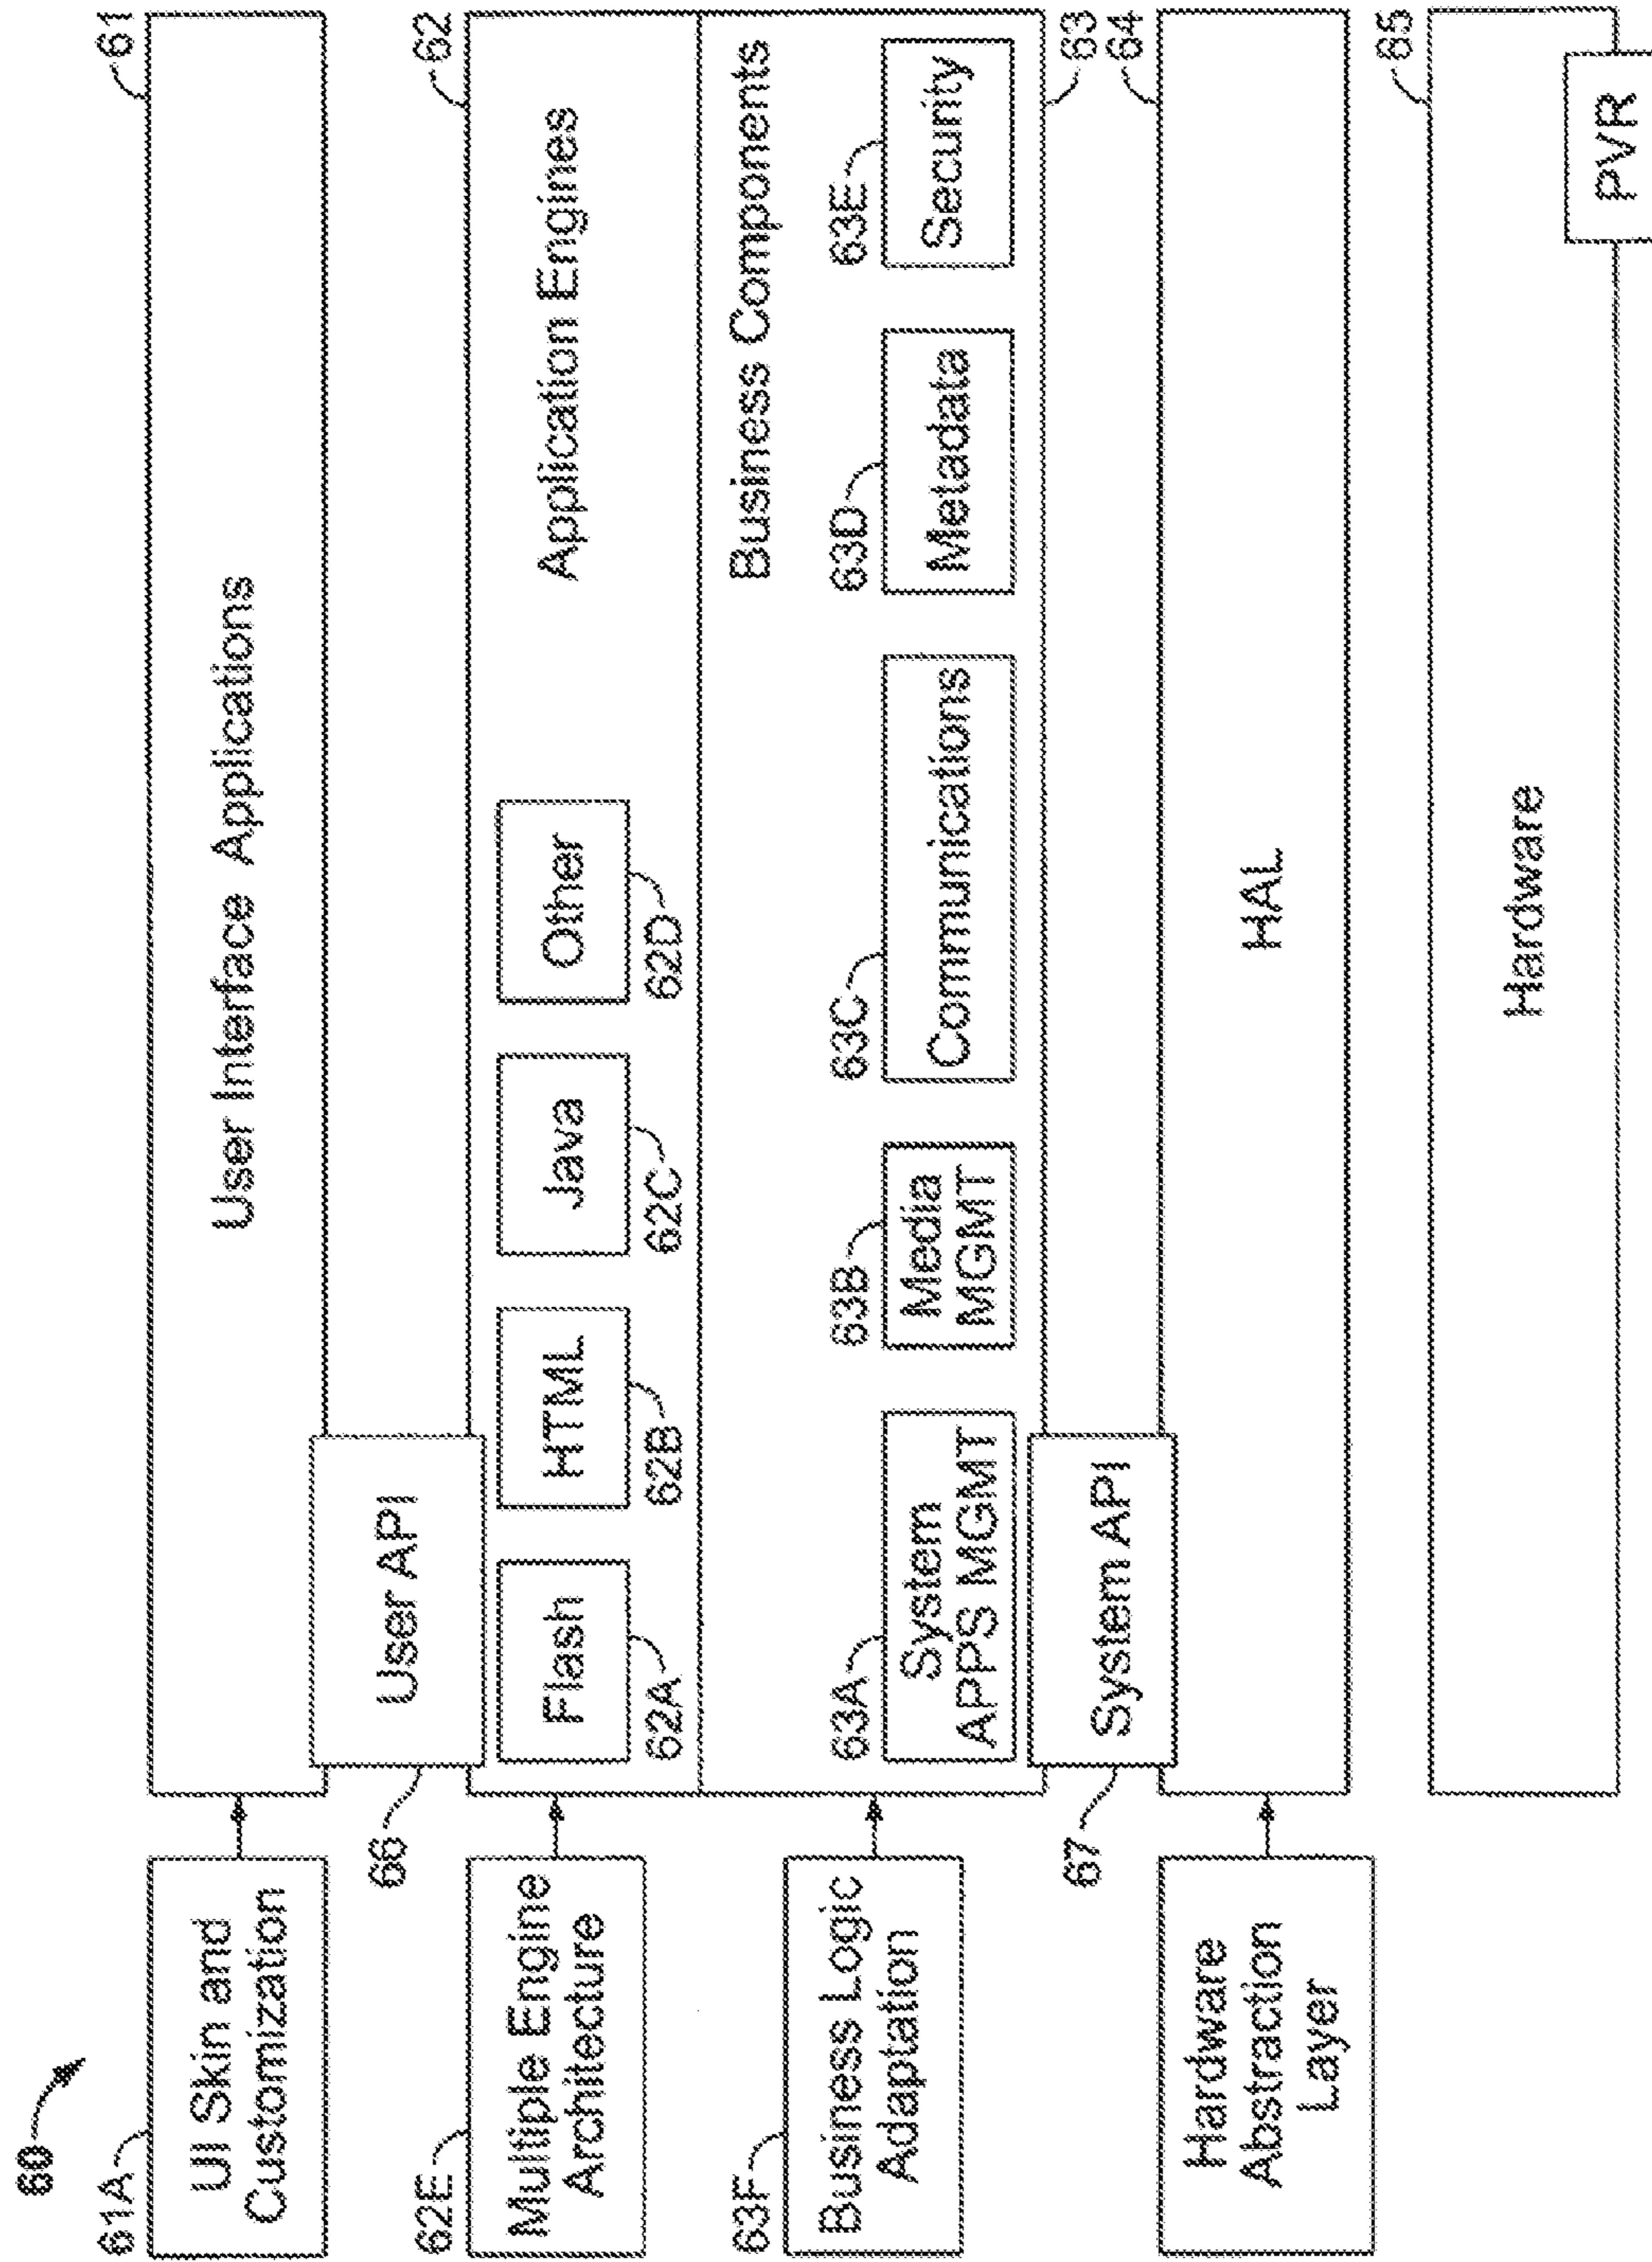 60
61A
UI Skin and
Customization
61
User Interface Applications
66
User API
62E
Multiple Engine
Architecture
62
Application Engines
Flash
62A
HTML
62B
Java
62C
Other
62D
63F
Business Logic
Adaptation
Business Components
63A
System
APPS MGMT
63B
Media
MGMT
63C
Communications
63D
Metadata
63E
Security
63
67
System API
Hardware
Abstraction
Layer
64
HAL
65
Hardware
PVR